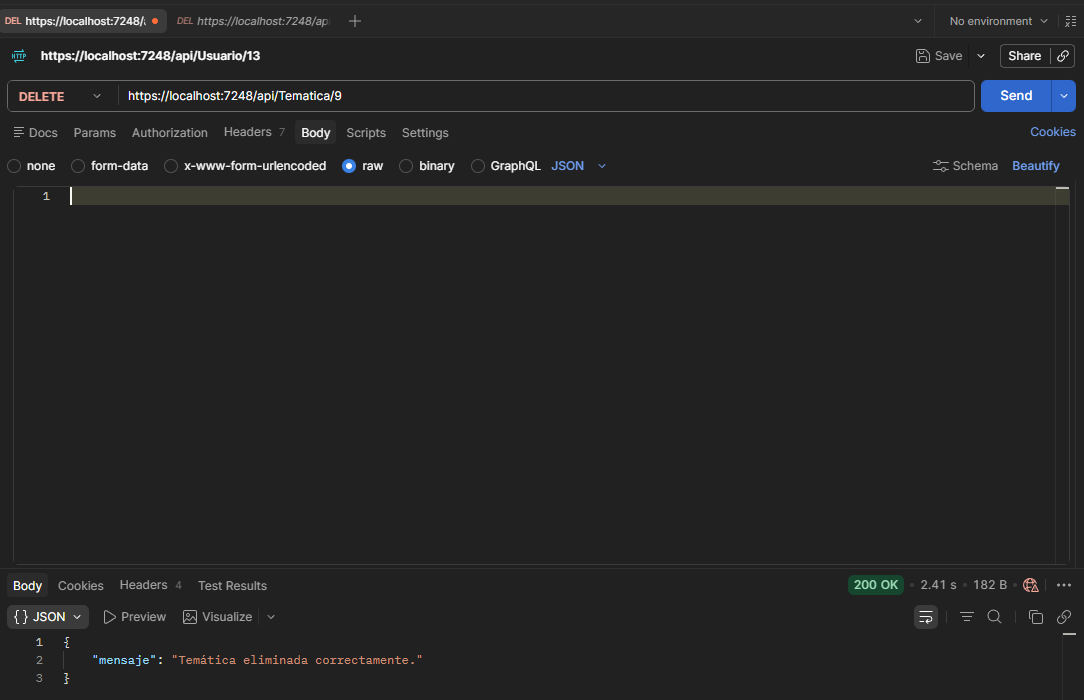 DEL https://localhost:7248/a DEL https://localhost:7248/api No environment
HTTP https://localhost:7248/api/Usuario/13 Save Share
DELETE https://localhost:7248/api/Tematica/9 Send
Docs Params Authorization Headers 7 Body Scripts Settings Cookies
none form-data x-www-form-urlencoded raw binary GraphQL JSON Schema Beautify
1
Body Cookies Headers 4 Test Results 200 OK • 2.41 s • 182 B •
{} JSON Preview Visualize
1 {
2 "mensaje": "Temática eliminada correctamente."
3 }